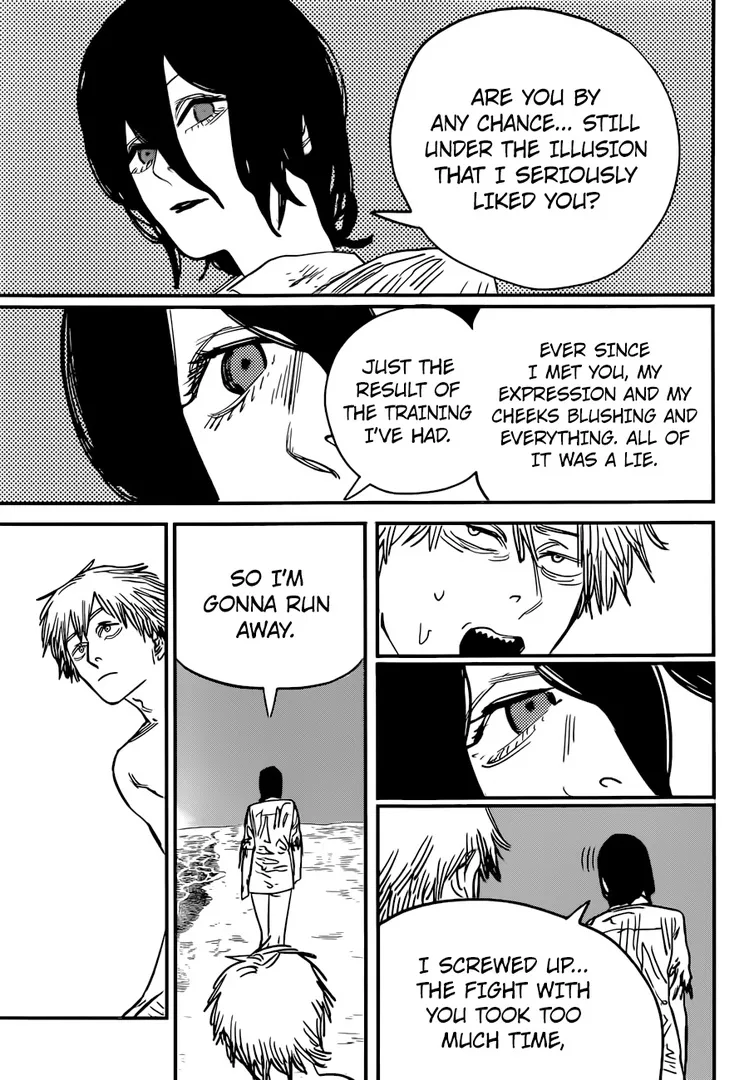 ARE YOU BY
ANY CHANCE... STILL
UNDER THE ILLUSION
THAT I SERIOUSLY
LIKED YOU?
EVER SINCE
I MET YOU, MY
EXPRESSION AND MY
CHEEKS BLUSHING AND
EVERYTHING. ALL OF
IT WAS A LIE.
JUST THE
RESULT OF
THE TRAINING
I'VE HAD.
I SCREWED UP...
THE FIGHT WITH
YOU TOOK TOO
MUCH TIME,
SO I'M
GONNA RUN
AWAY.